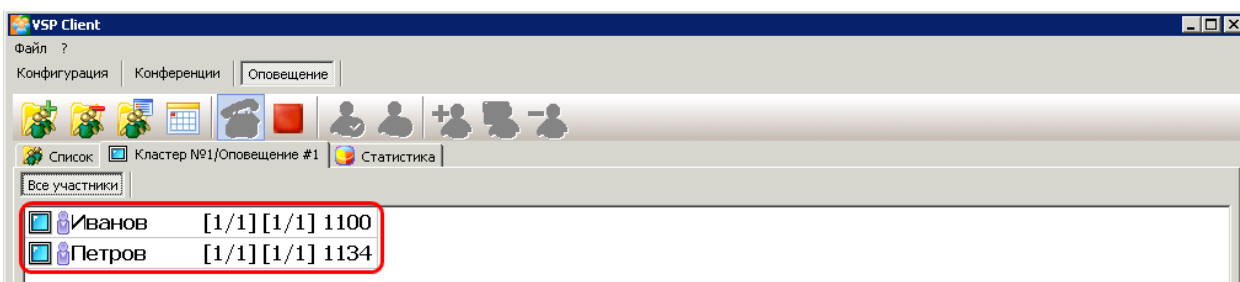 VSP Client
Файл ?
Конфигурация Конференции Оповещение
Список Кластер №1/Оповещение #1 Статистика
Все участники
Иванов [1/1] [1/1] 1100
Петров [1/1] [1/1] 1134